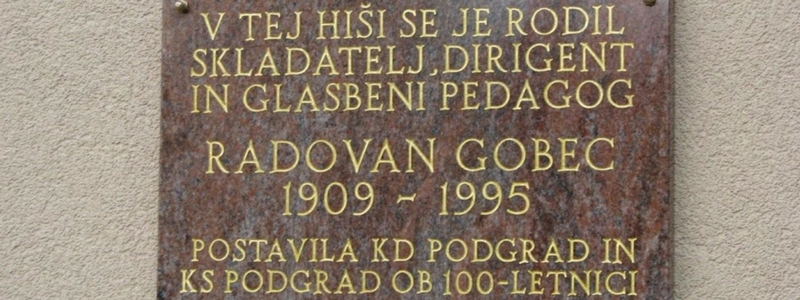 V TEJ HIŠI SE JE RODIL
SKLADATELJ, DIRIGENT
IN GLASBENI PEDAGOG
RADOVAN GOBEC
1909 - 1995
POSTAVILA KD PODGRAD IN
KS PODGRAD OB 100-LETNICI